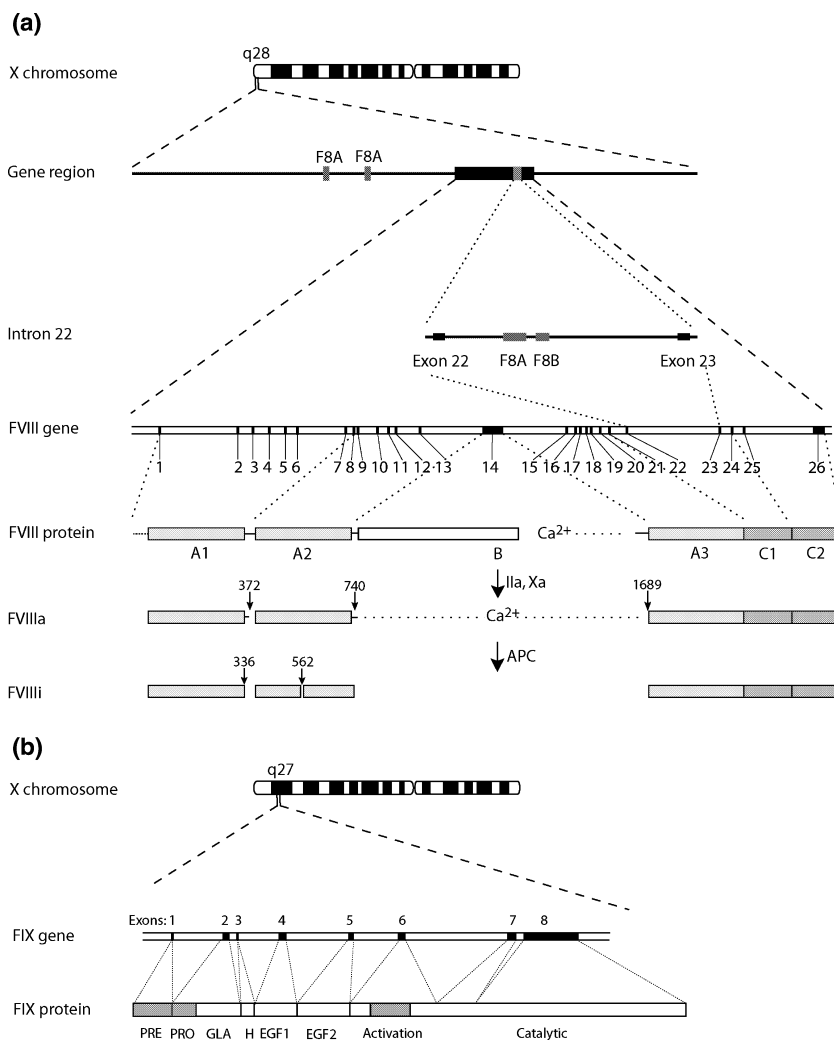 (a)
q28
X chromosome
F8A F8A
Gene region
Intron 22
Exon 22 F8A F8B Exon 23
FVIII gene
1 2 3 4 5 6 7 8 9 10 11 12·13 14 15 16 17 18 19 20 21· 22 23 24 25 26
FVIII protein
Ca2+
A1 A2 B A3 C1 C2
IIa, Xa
372 740 1689
FVIIIa
Ca2+
APC
336 562
FVIIIi
(b)
q27
X chromosome
Exons: 1 2 3 4 5 6 7 8
FIX gene
FIX protein
PRE PRO GLA H EGF1 EGF2 Activation Catalytic